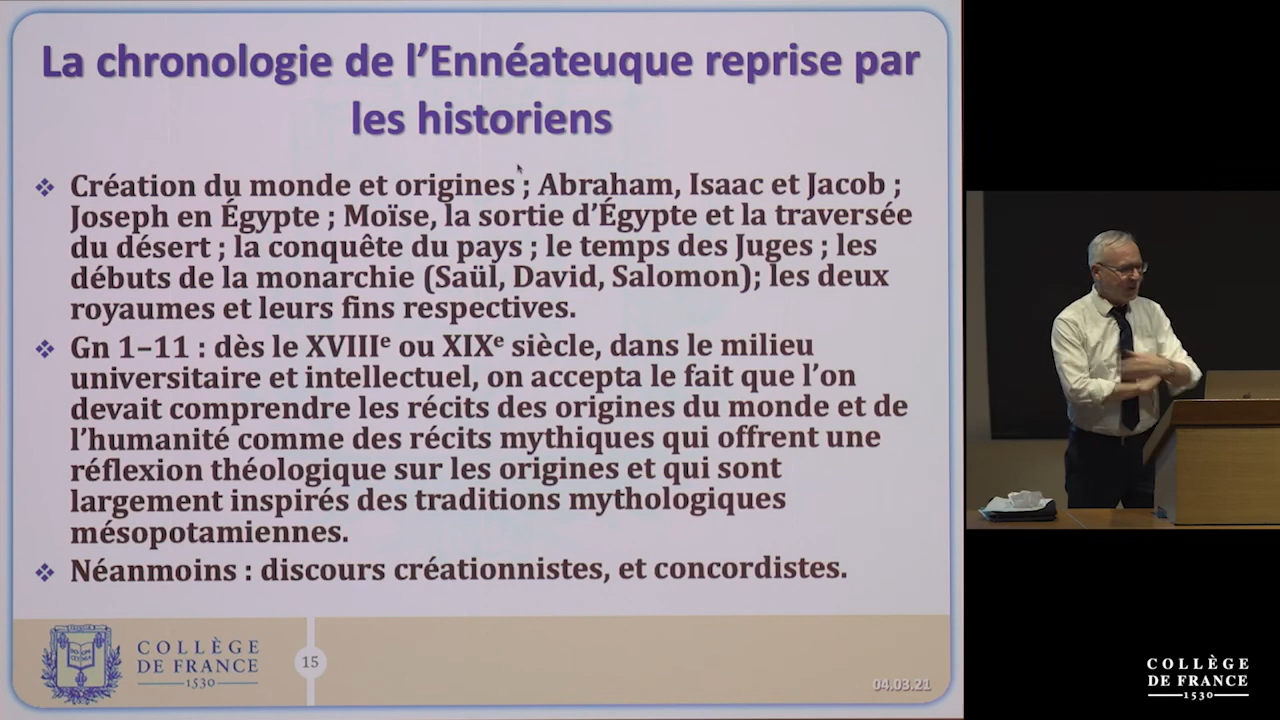 La chronologie de l'Ennéateuque reprise par
les historiens
❖ Création du monde et origines ; Abraham, Isaac et Jacob ;
Joseph en Égypte ; Moïse, la sortie d'Égypte et la traversée
du désert ; la conquête du pays ; le temps des Juges ; les
débuts de la monarchie (Saül, David, Salomon); les deux
royaumes et leurs fins respectives.
❖ Gn 1–11 : dès le XVIIIe ou XIXe siècle, dans le milieu
universitaire et intellectuel, on accepta le fait que l'on
devait comprendre les récits des origines du monde et de
l'humanité comme des récits mythiques qui offrent une
réflexion théologique sur les origines et qui sont
largement inspirés des traditions mythologiques
mésopotamiennes.
❖ Néanmoins : discours créationnistes, et concordistes.
COLLÈGE
DE FRANCE
1530
15
04.03.21
COLLÈGE
DE FRANCE
1530